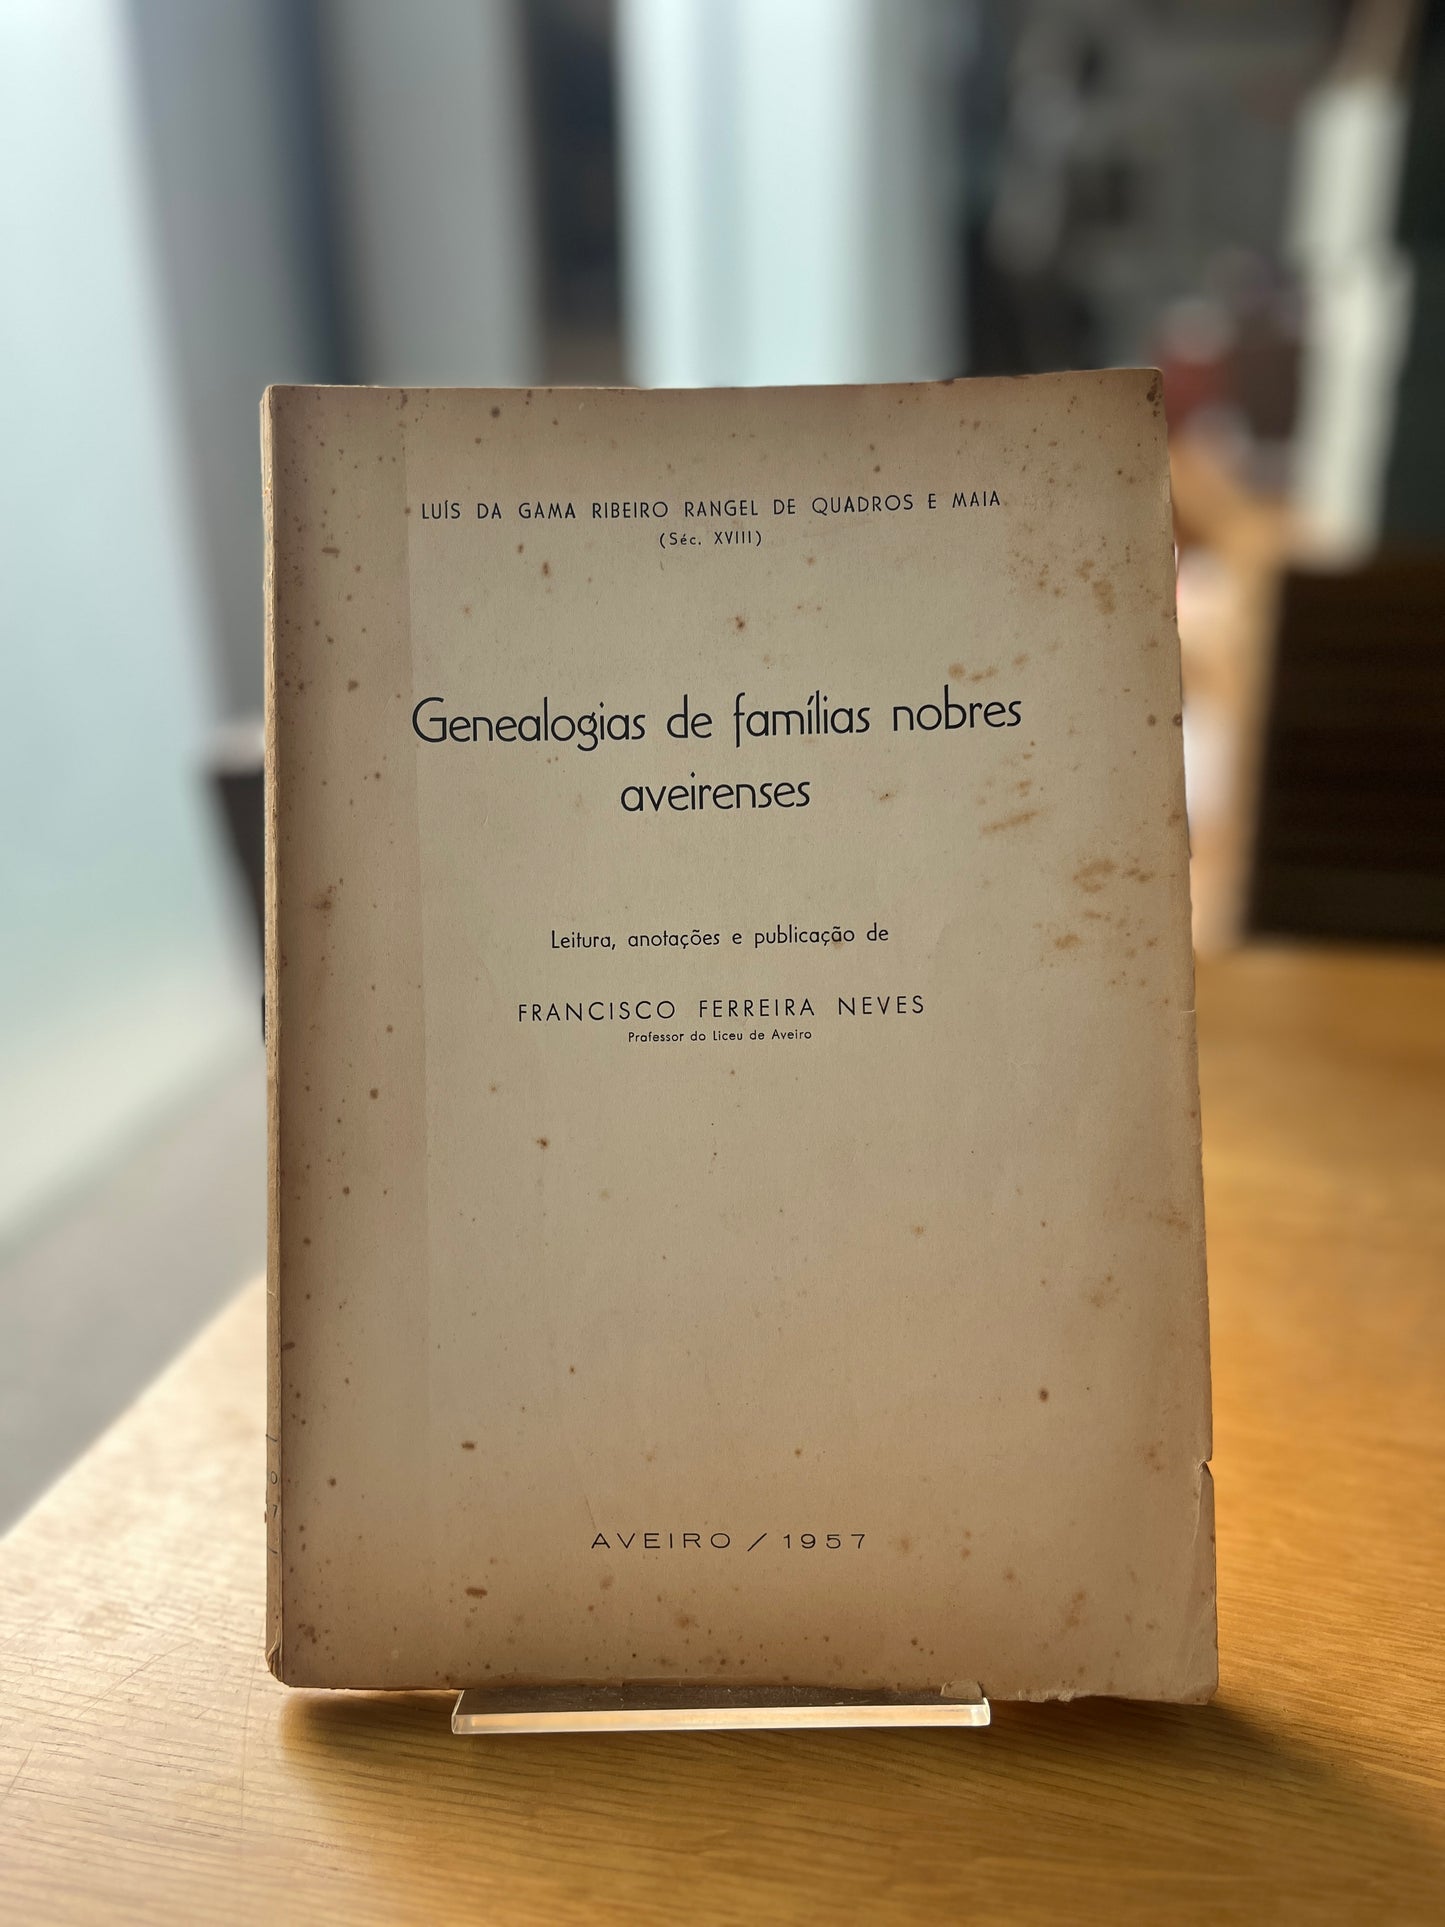 LUÍS DA GAMA RIBEIRO RANGEL DE QUADROS E MAIA
(Séc. XVIII)
Genealogias de famílias nobres
aveirenses
Leitura, anotações e publicação de
FRANCISCO FERREIRA NEVES
Professor do Liceu de Aveiro
AVEIRO / 1957